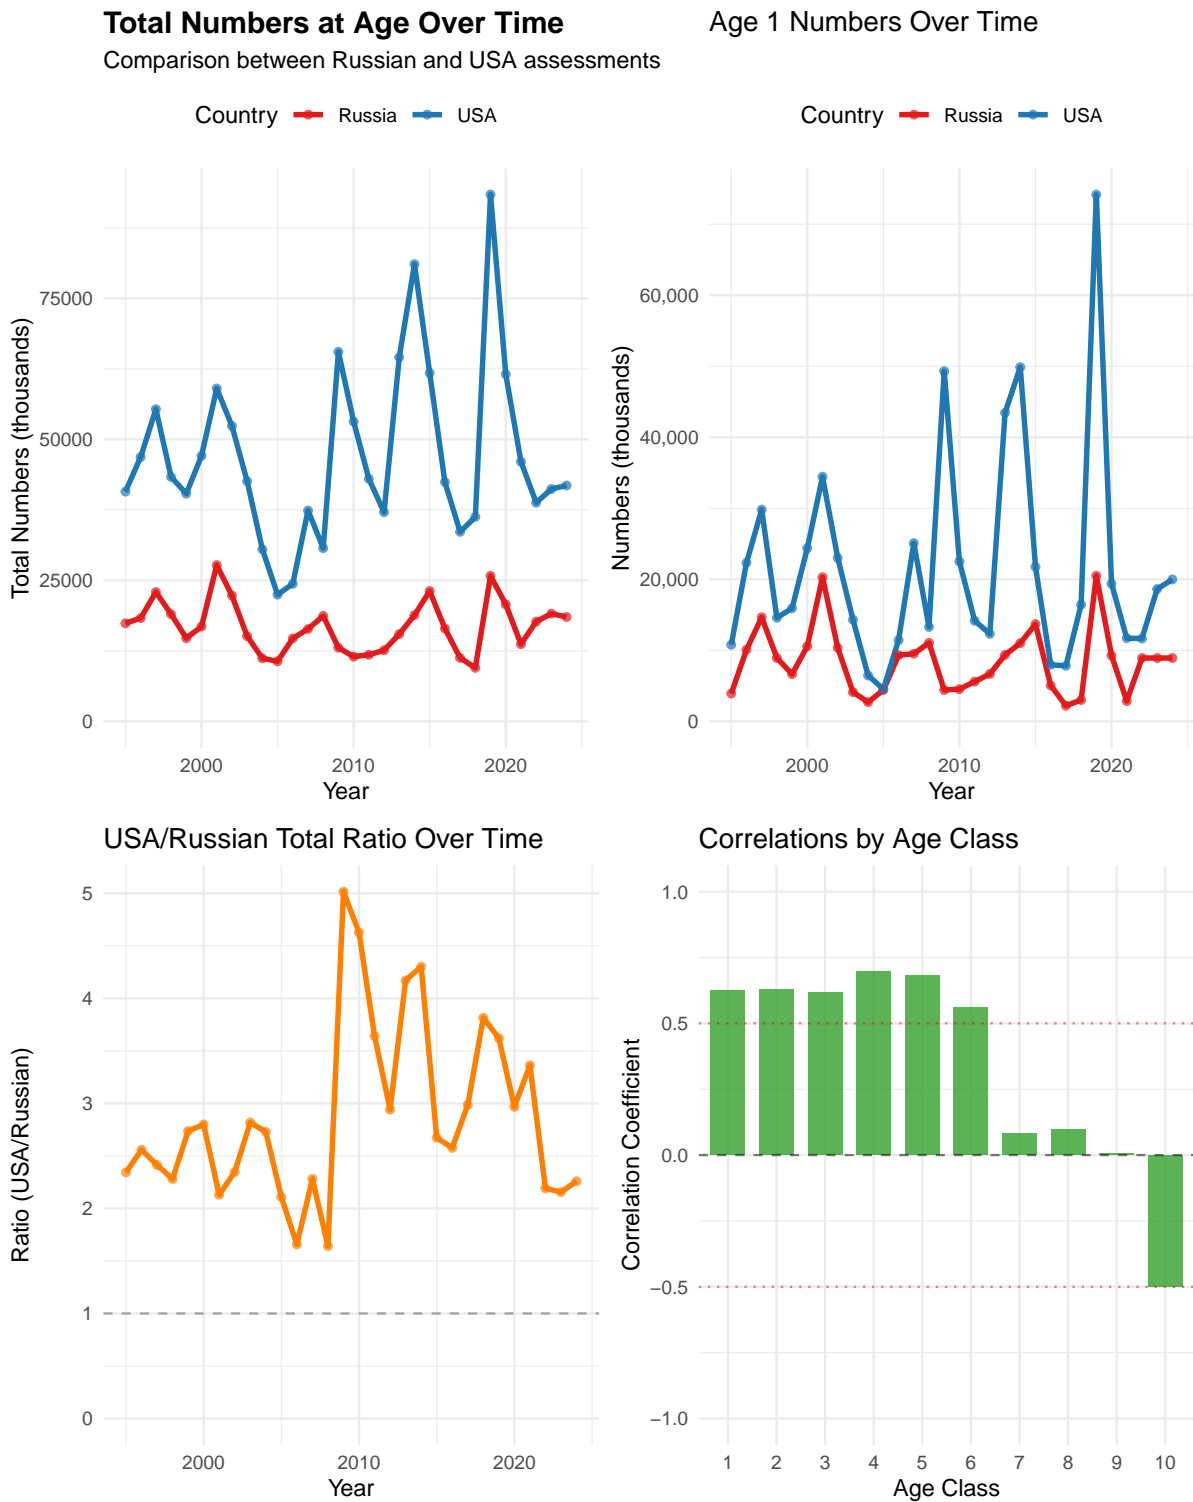 Total Numbers at Age Over Time
Comparison between Russian and USA assessments
Country Russia USA
Total Numbers (thousands)
75000
50000
25000
0
2000 2010 2020
Year
Age 1 Numbers Over Time
Country Russia USA
Numbers (thousands)
60,000
40,000
20,000
0
2000 2010 2020
Year
USA/Russian Total Ratio Over Time
Ratio (USA/Russian)
5
4
3
2
1
0
2000 2010 2020
Year
Correlations by Age Class
Correlation Coefficient
1.0
0.5
0.0
−0.5
−1.0
1 2 3 4 5 6 7 8 9 10
Age Class